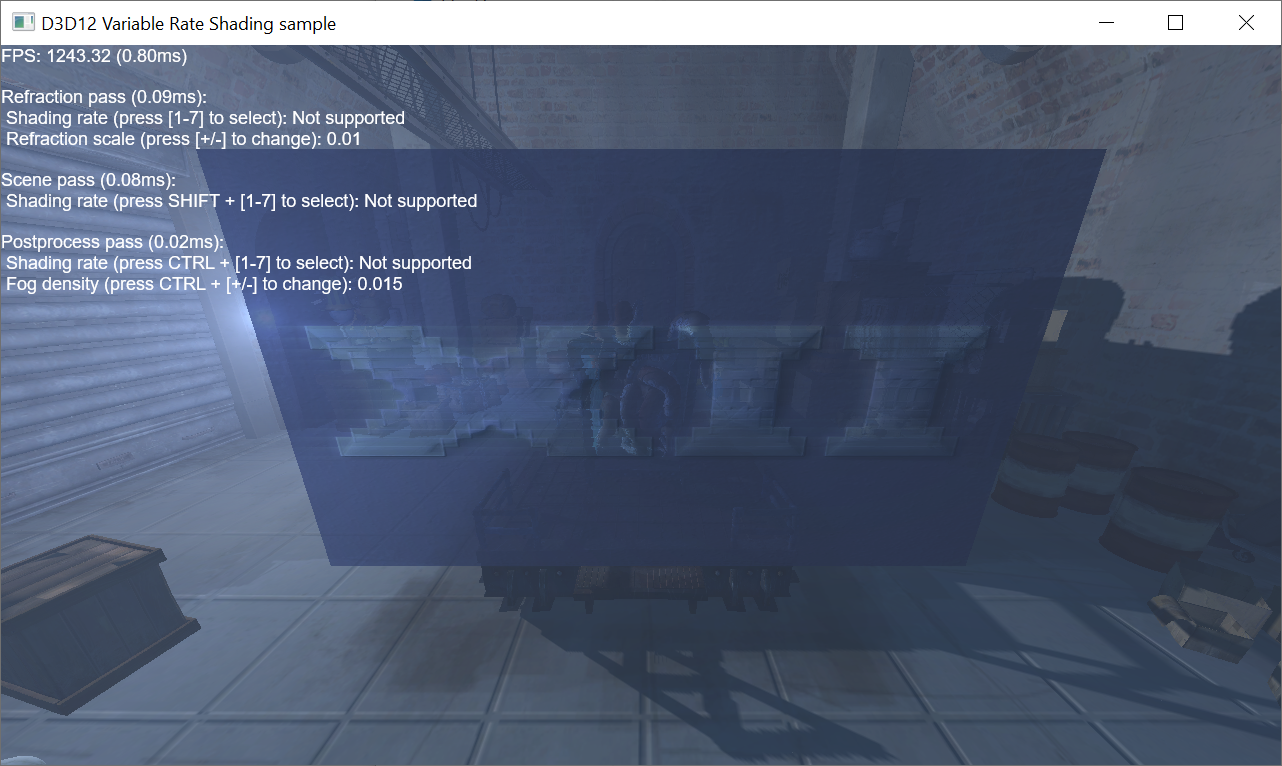 D3D12 Variable Rate Shading sample
FPS: 1243.32 (0.80ms)
Refraction pass (0.09ms):
Shading rate (press [1-7] to select): Not supported
Refraction scale (press [+/-] to change): 0.01
Scene pass (0.08ms):
Shading rate (press SHIFT + [1-7] to select): Not supported
Postprocess pass (0.02ms):
Shading rate (press CTRL + [1-7] to select): Not supported
Fog density (press CTRL + [+/-] to change): 0.015
XII